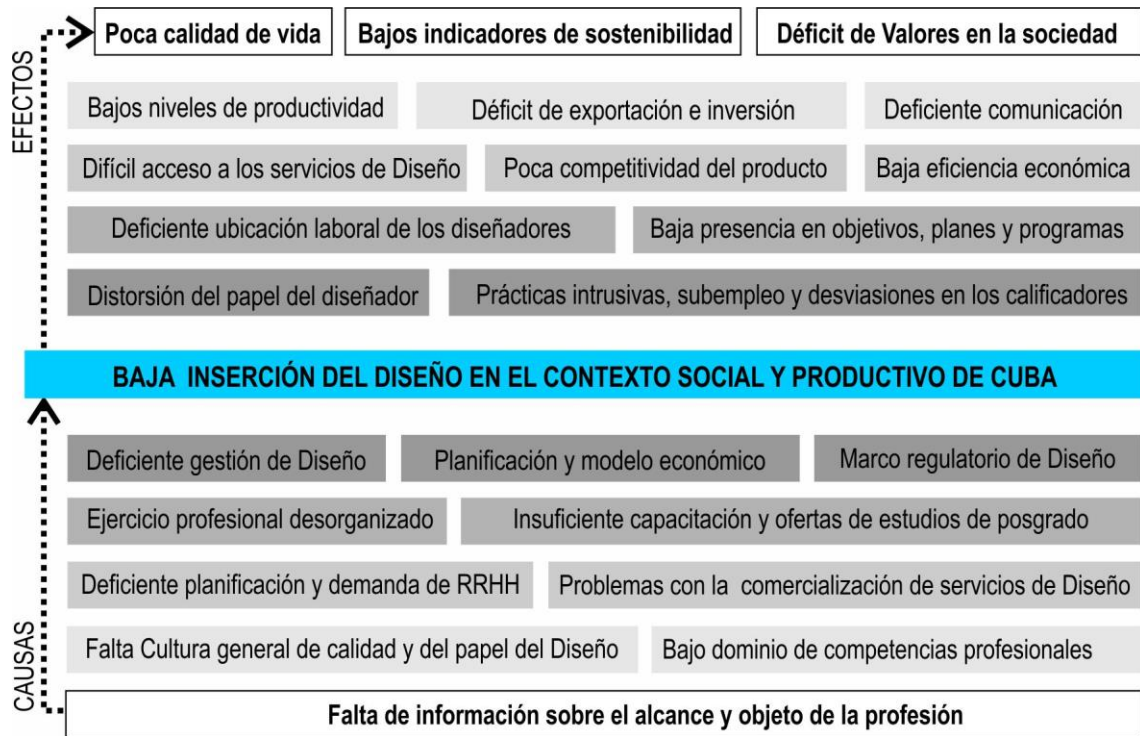 EFECTOS
Poca calidad de vida
Bajos indicadores de sostenibilidad
Déficit de Valores en la sociedad
Bajos niveles de productividad
Déficit de exportación e inversión
Deficiente comunicación
Difícil acceso a los servicios de Diseño
Poca competitividad del producto
Baja eficiencia económica
Deficiente ubicación laboral de los diseñadores
Baja presencia en objetivos, planes y programas
Distorsión del papel del diseñador
Prácticas intrusivas, subempleo y desviasiones en los calificadores
BAJA INSERCIÓN DEL DISEÑO EN EL CONTEXTO SOCIAL Y PRODUCTIVO DE CUBA
CAUSAS
Deficiente gestión de Diseño
Planificación y modelo económico
Marco regulatorio de Diseño
Ejercicio profesional desorganizado
Insuficiente capacitación y ofertas de estudios de posgrado
Deficiente planificación y demanda de RRHH
Problemas con la comercialización de servicios de Diseño
Falta Cultura general de calidad y del papel del Diseño
Bajo dominio de competencias profesionales
Falta de información sobre el alcance y objeto de la profesión